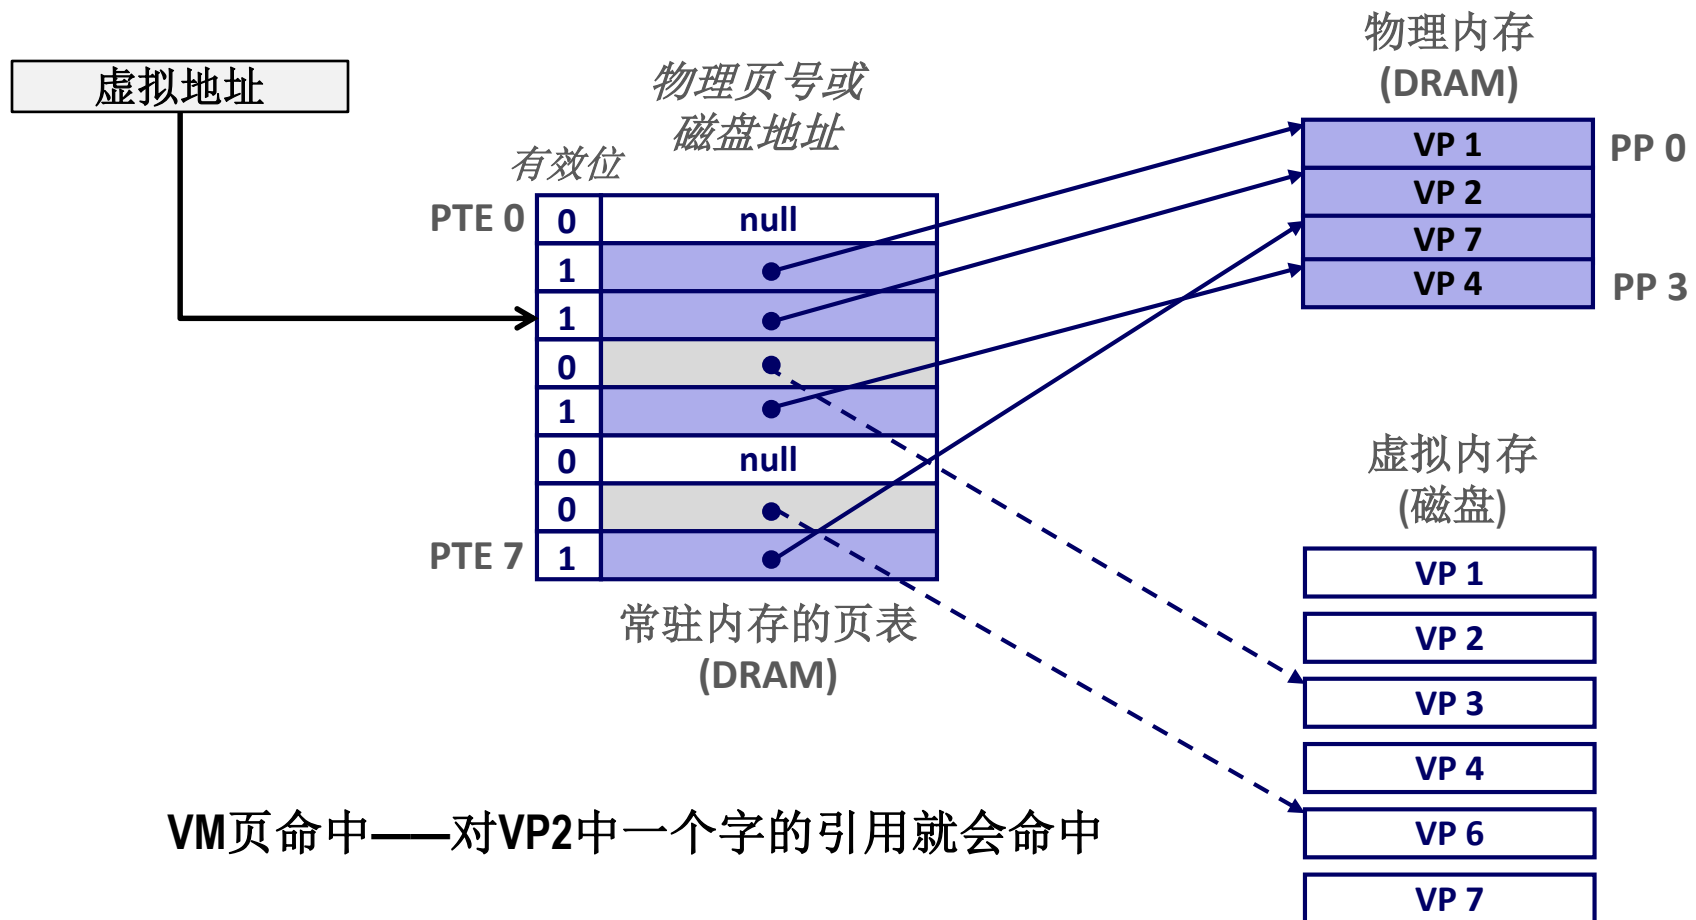 虚拟地址
物理页号或
磁盘地址
有效位
PTE 0
0
null
1
1
0
1
0
null
0
PTE 7
1
常驻内存的页表
(DRAM)
物理内存
(DRAM)
VP 1
PP 0
VP 2
VP 7
VP 4
PP 3
虚拟内存
(磁盘)
VP 1
VP 2
VP 3
VP 4
VP 6
VP 7
VM页命中——对VP2中一个字的引用就会命中